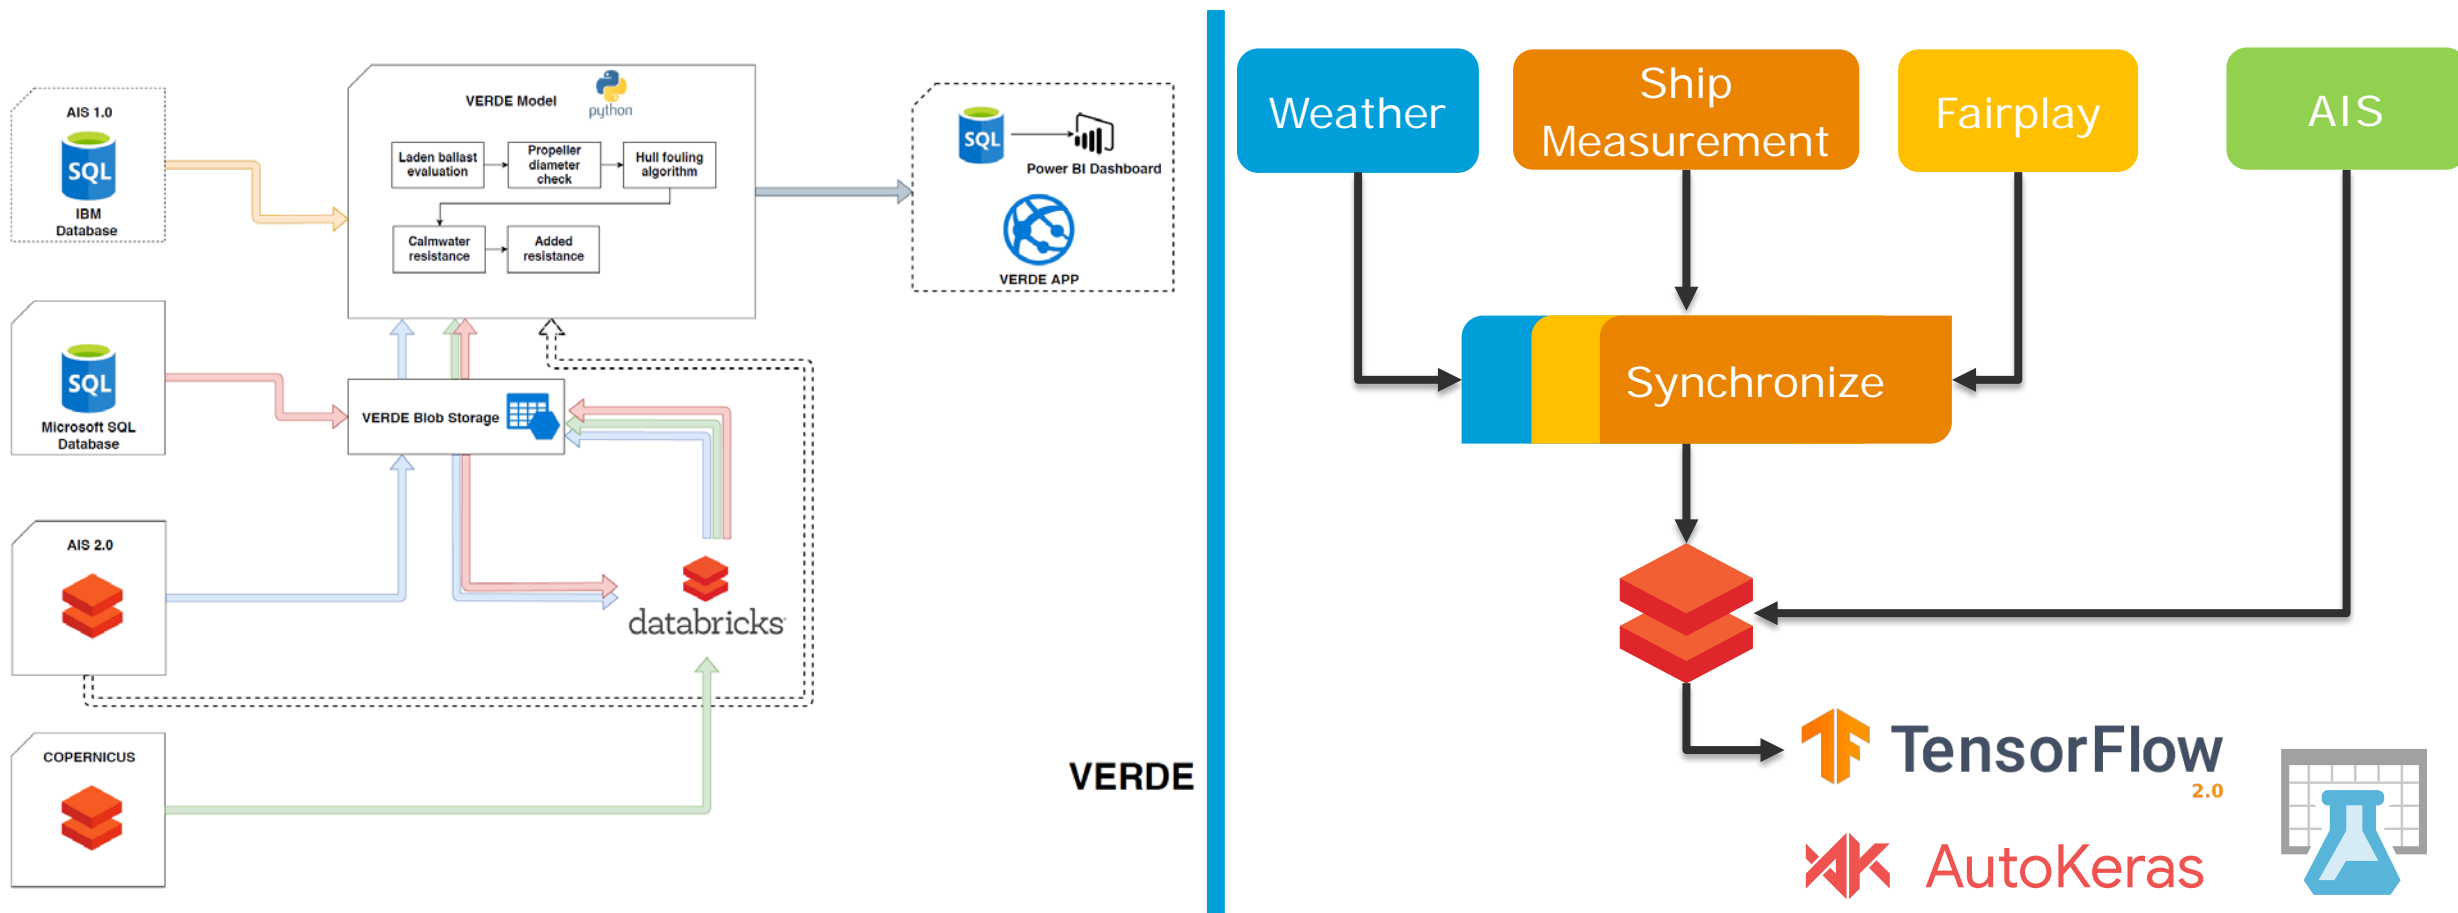 AIS 1.0
SQL
IBM
Database
VERDE Model
python
Laden ballast
evaluation
Propeller
diameter
check
Hull fouling
algorithm
Calmwater
resistance
Added
resistance
SQL
Power BI Dashboard
VERDE APP
SQL
Microsoft SQL
Database
VERDE Blob Storage
AIS 2.0
databricks
COPERNICUS
VERDE
Weather
Ship
Measurement
Fairplay
AIS
Synchronize
TensorFlow
2.0
AutoKeras